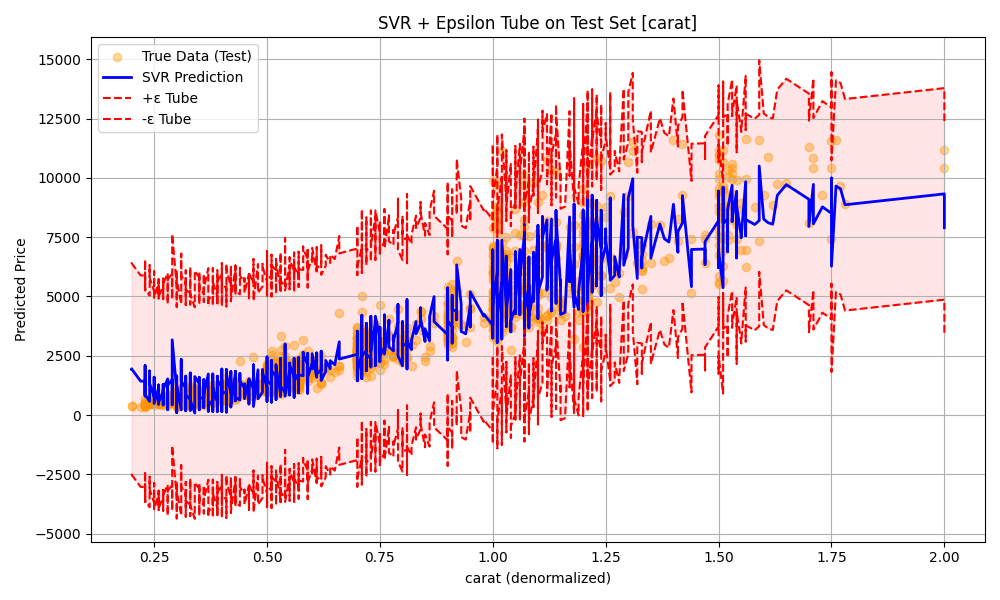 SVR + Epsilon Tube on Test Set [carat]
True Data (Test)
SVR Prediction
+ε Tube
-ε Tube
15000
12500
10000
7500
5000
2500
0
−2500
−5000
Predicted Price
0.25 0.50 0.75 1.00 1.25 1.50 1.75 2.00
carat (denormalized)